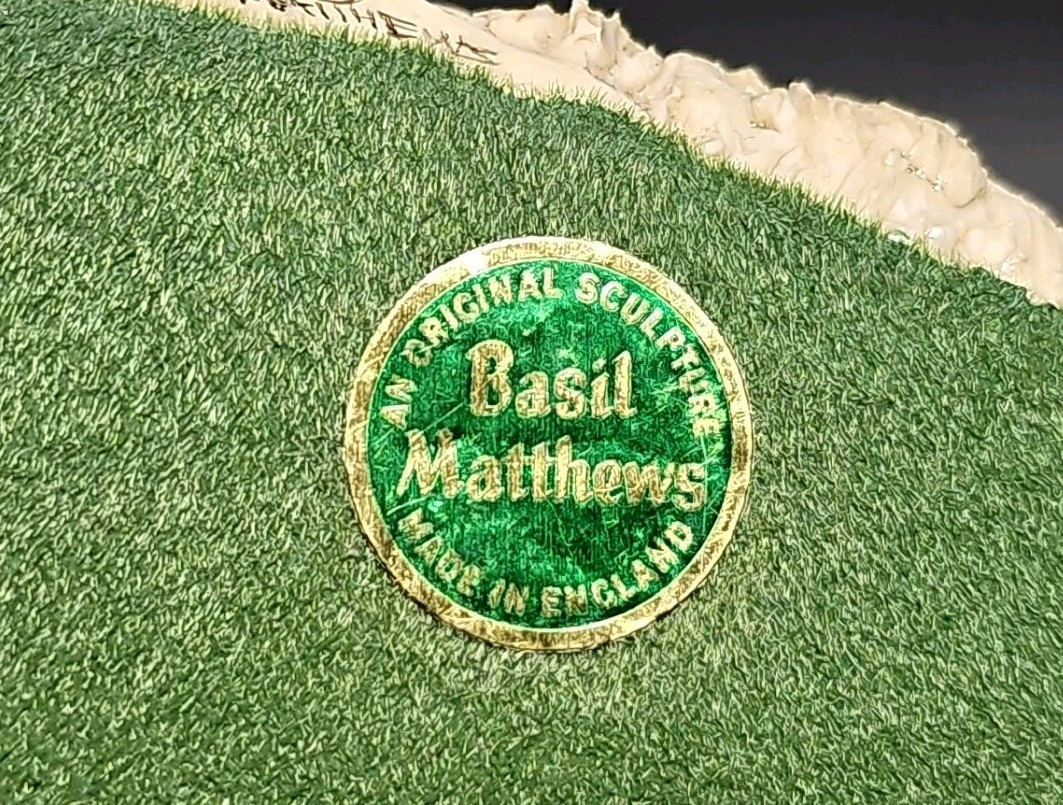 AN ORIGINAL SCULPTURE
Basil
Matthews
MADE IN ENGLAND